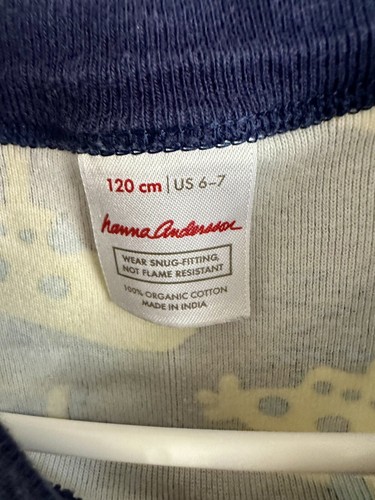 120 cm | US 6-7
hanna Andersson
WEAR SNUG-FITTING,
NOT FLAME RESISTANT
100% ORGANIC COTTON
MADE IN INDIA